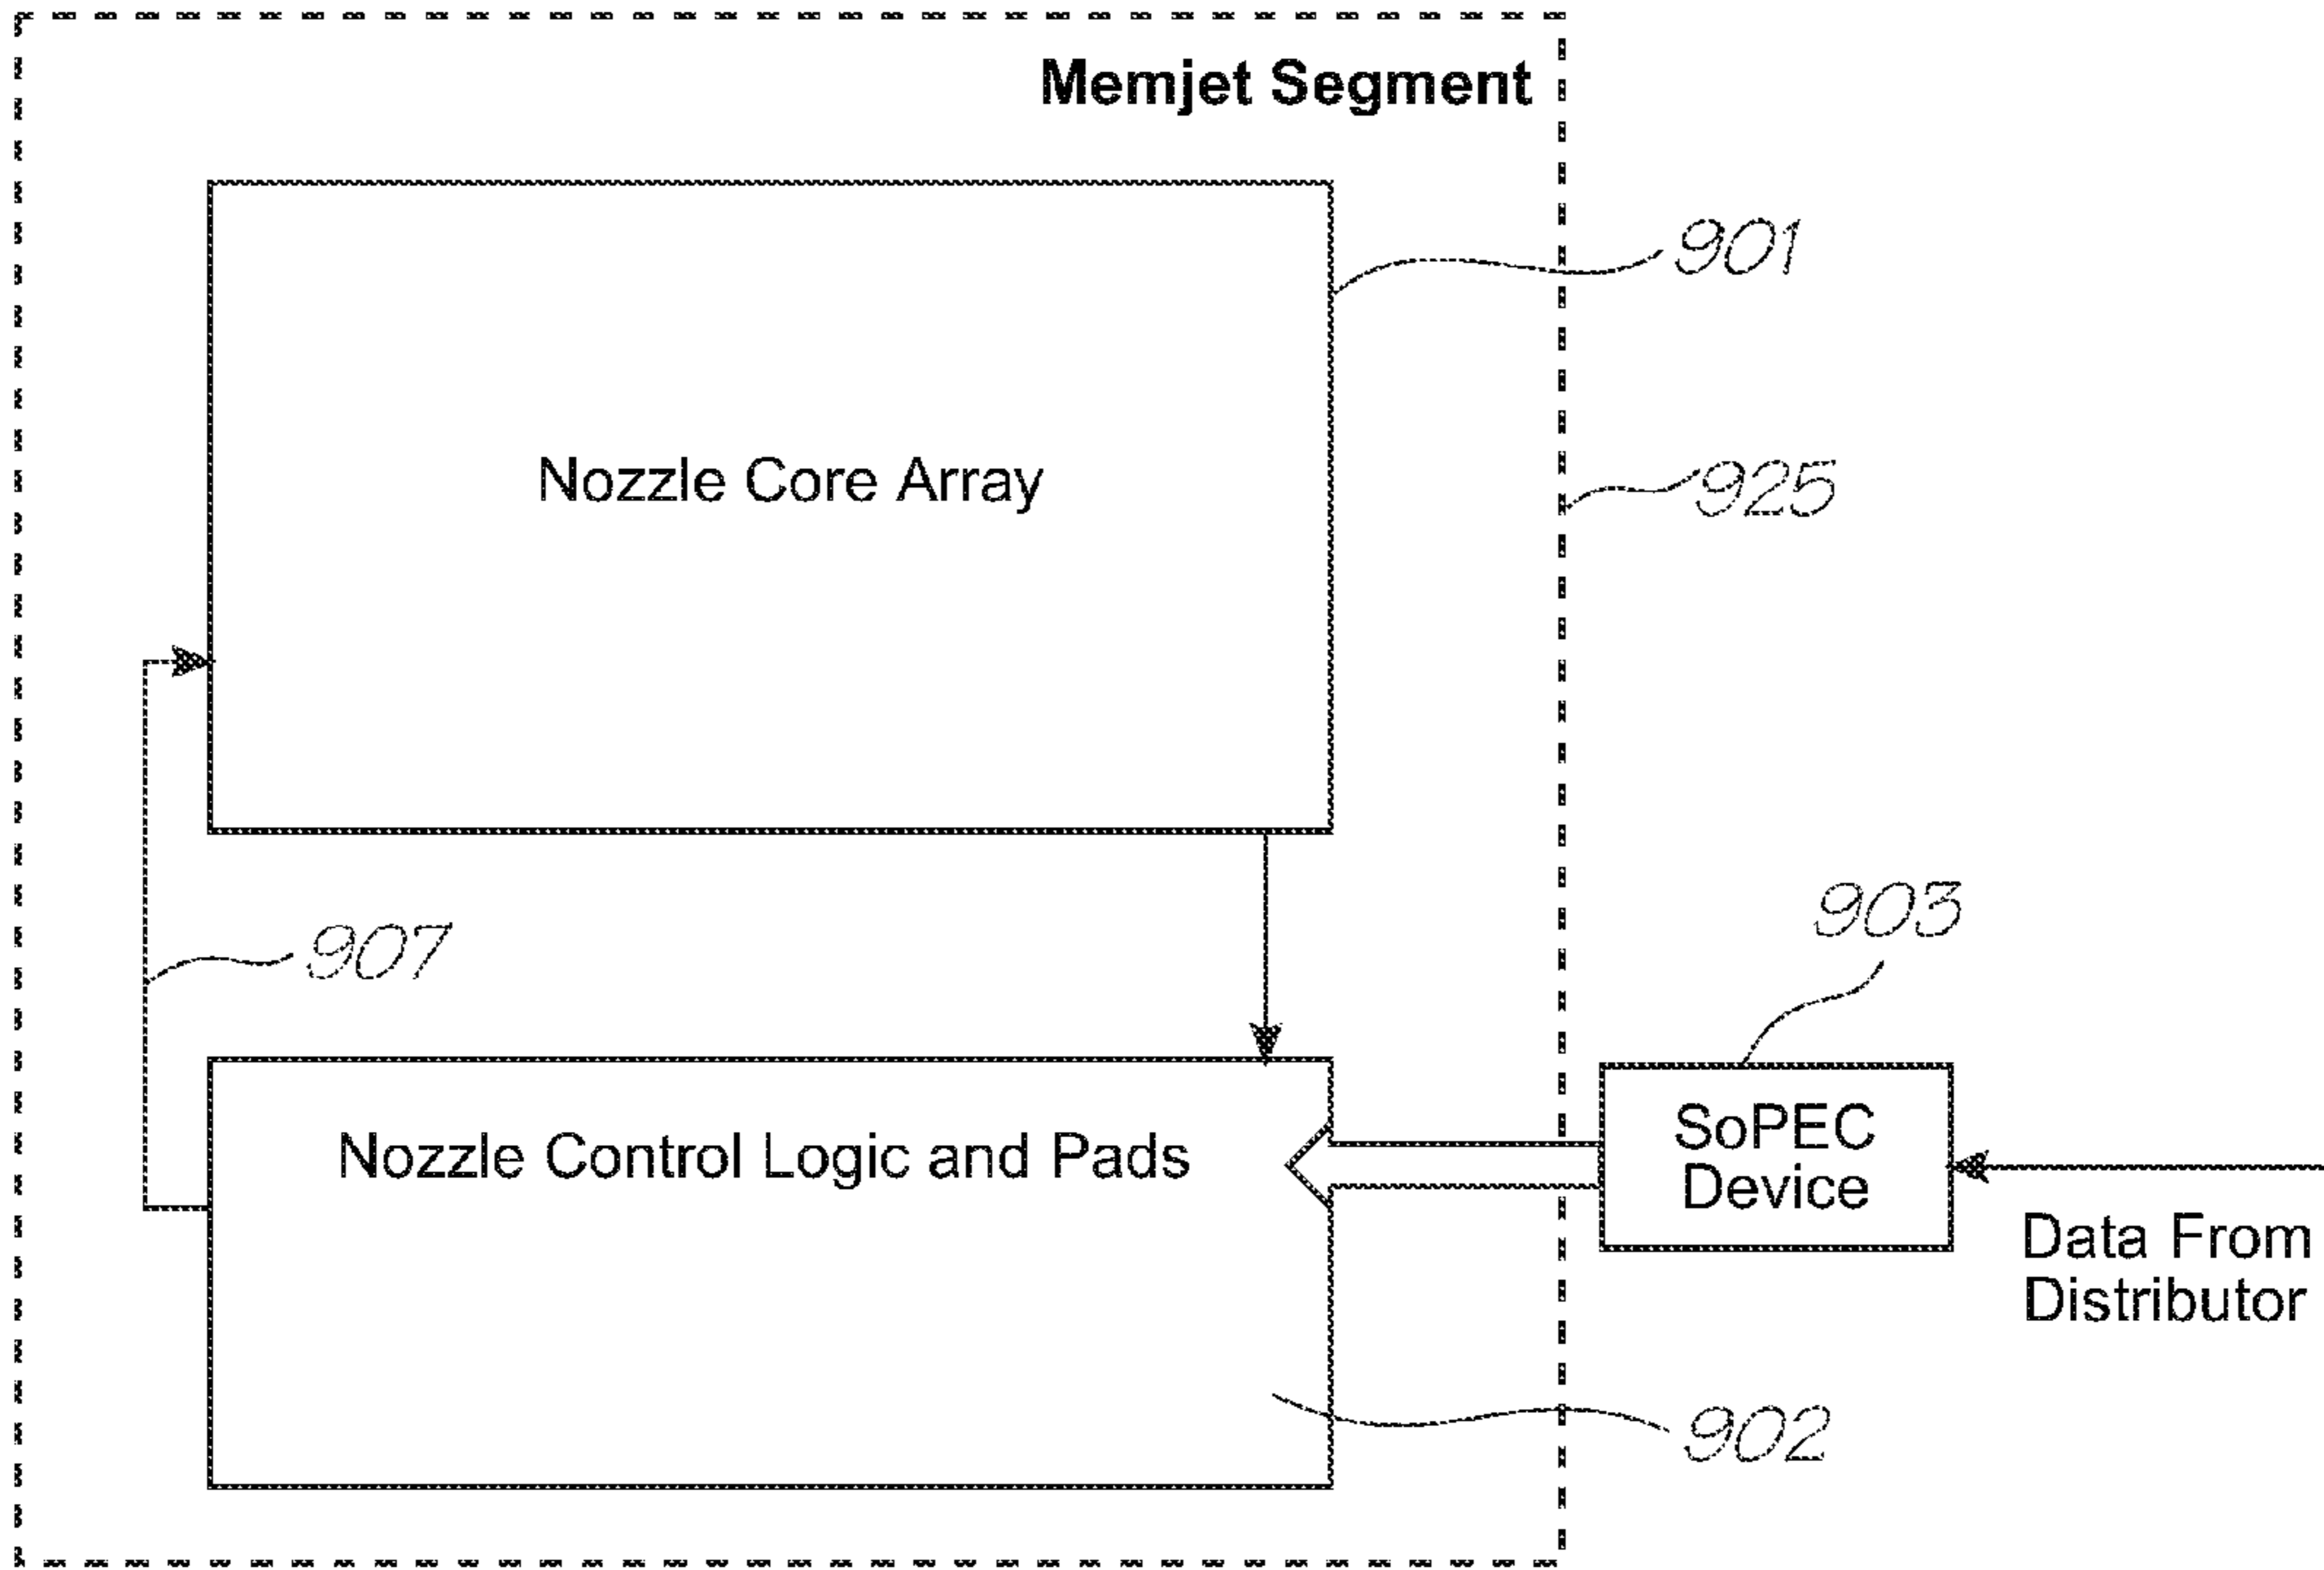 Memjet Segment
901
Nozzle Core Array
925
903
907
SoPEC
Device
Nozzle Control Logic and Pads
Data From
Distributor
902